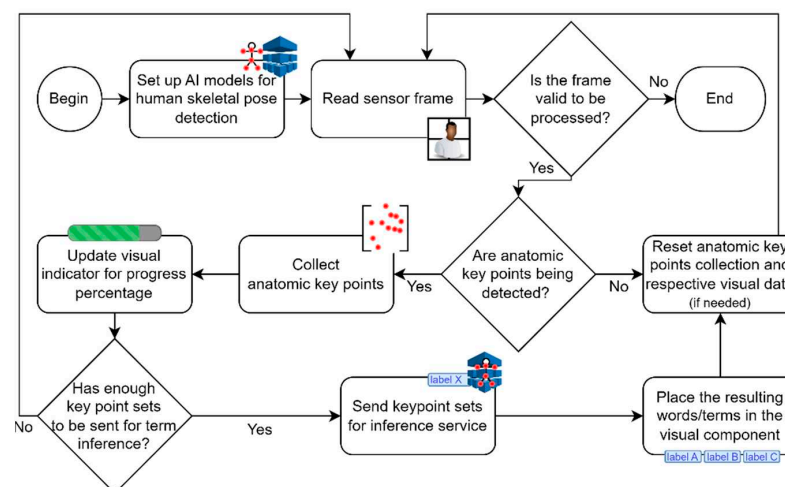 Begin
Set up AI models for
human skeletal pose
detection
Read sensor frame
Is the frame
valid to be
processed?
No
End
Yes
Are anatomic
key points being
detected?
Yes
No
Collect
anatomic key points
Update visual
indicator for progress
percentage
Reset anatomic key
points collection and
respective visual data
(if needed)
Has enough
key point sets
to be sent for term
inference?
No
Yes
label X
Send keypoint sets
for inference service
Place the resulting
words/terms in the
visual component
label A label B label C